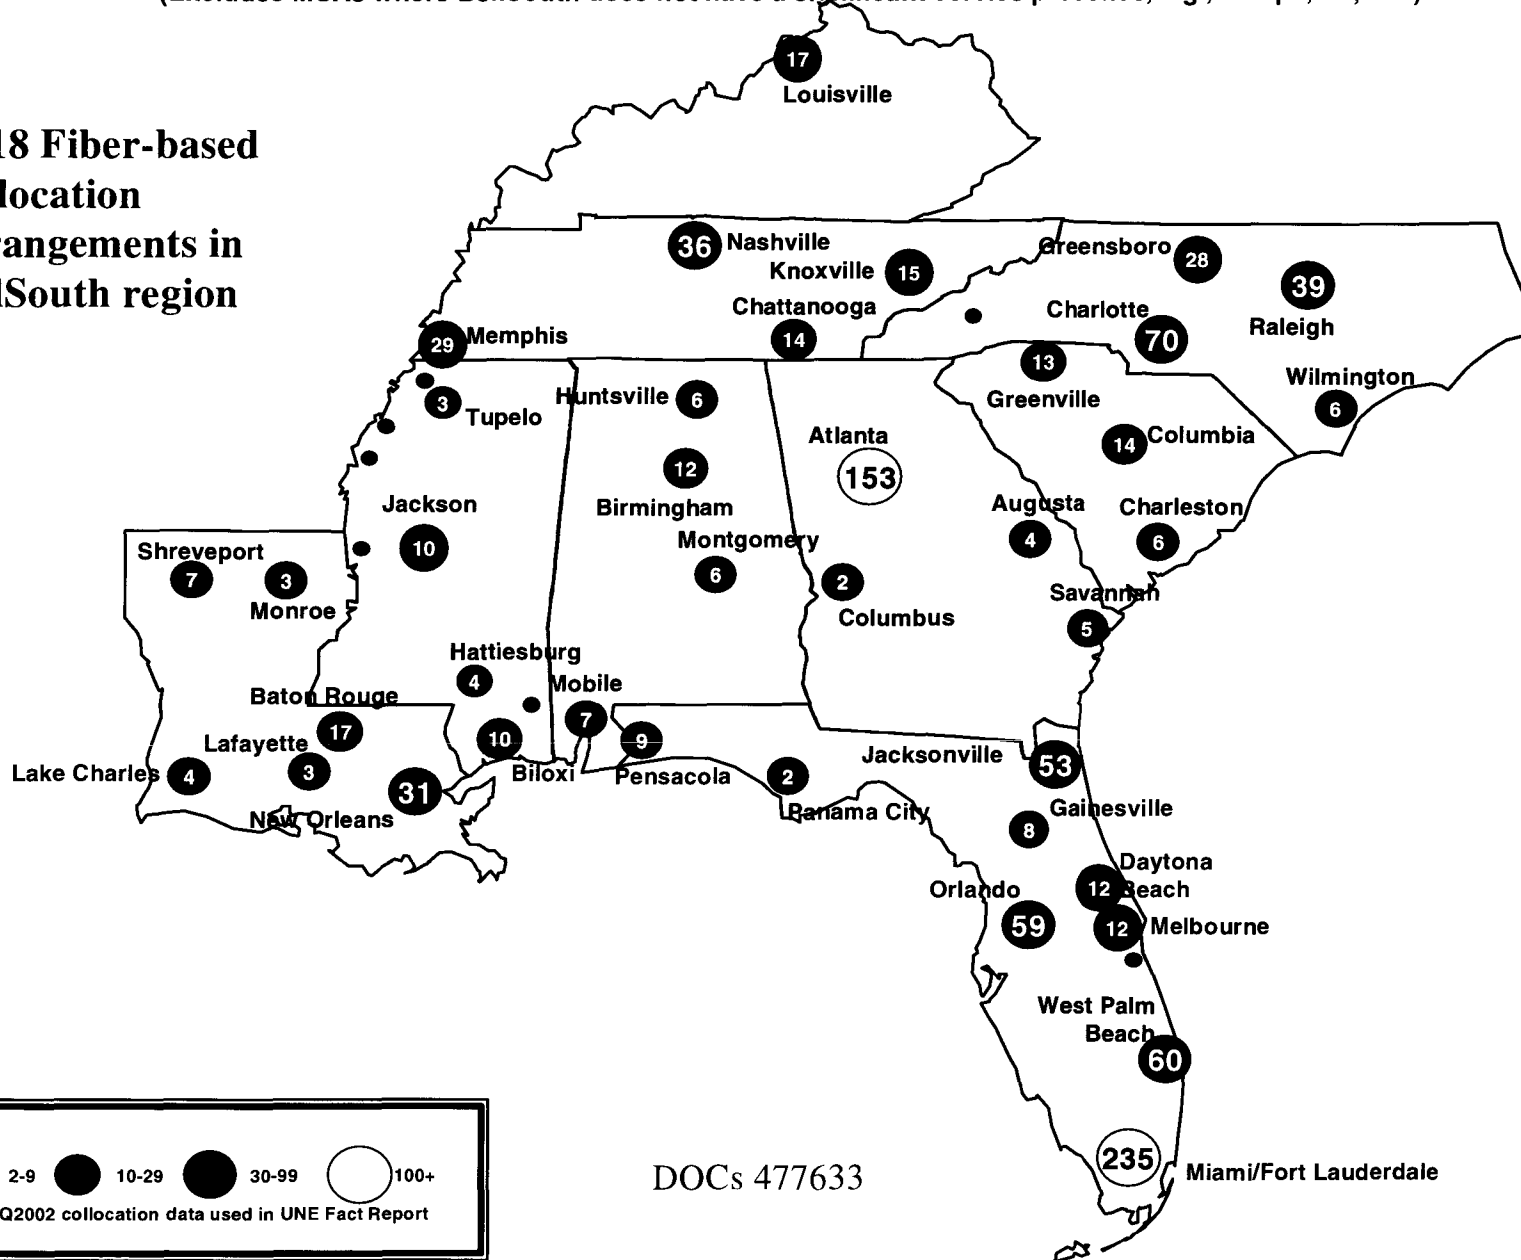 17
Louisville
18 Fiber-based
location
rangements in
lSouth region
36 Nashville
Knoxville 15
Greensboro 28
39
Raleigh
Chattanooga
14
Charlotte
70
29 Memphis
13
Greenville
Wilmington
6
3 Tupelo
Huntsville 6
Atlanta
153
14 Columbia
12
Birmingham
Jackson
10
Augusta
4
Charleston
6
Montgomery
6
Shreveport
7
3
Monroe
2
Columbus
Savannah
5
Hattiesburg
4
Mobile
7
Baton Rouge
17
10
Biloxi
9
Pensacola
Lafayette
3
Lake Charles 4
31
New Orleans
2
Panama City
Jacksonville
53
Gainesville
8
Daytona
12 Beach
Orlando
59
12 Melbourne
West Palm
Beach
60
235
Miami/Fort Lauderdale
2-9 10-29 30-99 100+
Q2002 collocation data used in UNE Fact Report
DOCs 477633